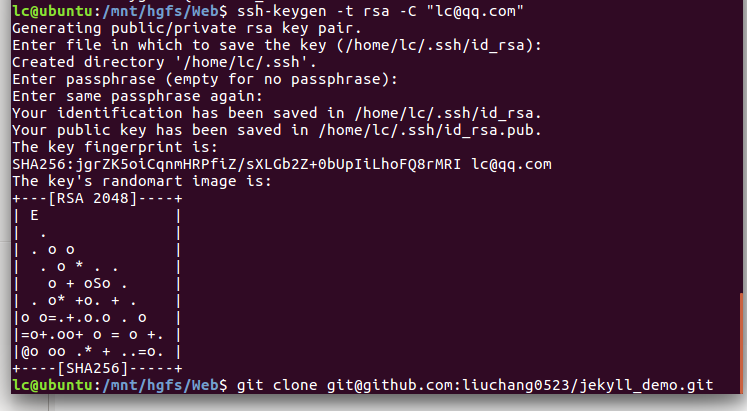 lc@ubuntu:/mnt/hgfs/Web$ ssh-keygen -t rsa -C "lc@qq.com"
Generating public/private rsa key pair.
Enter file in which to save the key (/home/lc/.ssh/id_rsa):
Created directory '/home/lc/.ssh'.
Enter passphrase (empty for no passphrase):
Enter same passphrase again:
Your identification has been saved in /home/lc/.ssh/id_rsa.
Your public key has been saved in /home/lc/.ssh/id_rsa.pub.
The key fingerprint is:
SHA256:jgrZK5oiCqnmHRPfiZ/sXLGb2Z+0bUpIiLhoFQ8rMRI lc@qq.com
The key's randomart image is:
+---[RSA 2048]----+
| E               |
|  .              |
| . o o           |
|  . o * . .      |
|   o + oSo .     |
| . o* +o. + .    |
|o o=.+.o.o . o   |
|=o+.oo+ o = o +. |
|@o oo .* + ..=o. |
+----[SHA256]-----+
lc@ubuntu:/mnt/hgfs/Web$ git clone git@github.com:liuchang0523/jekyll_demo.git